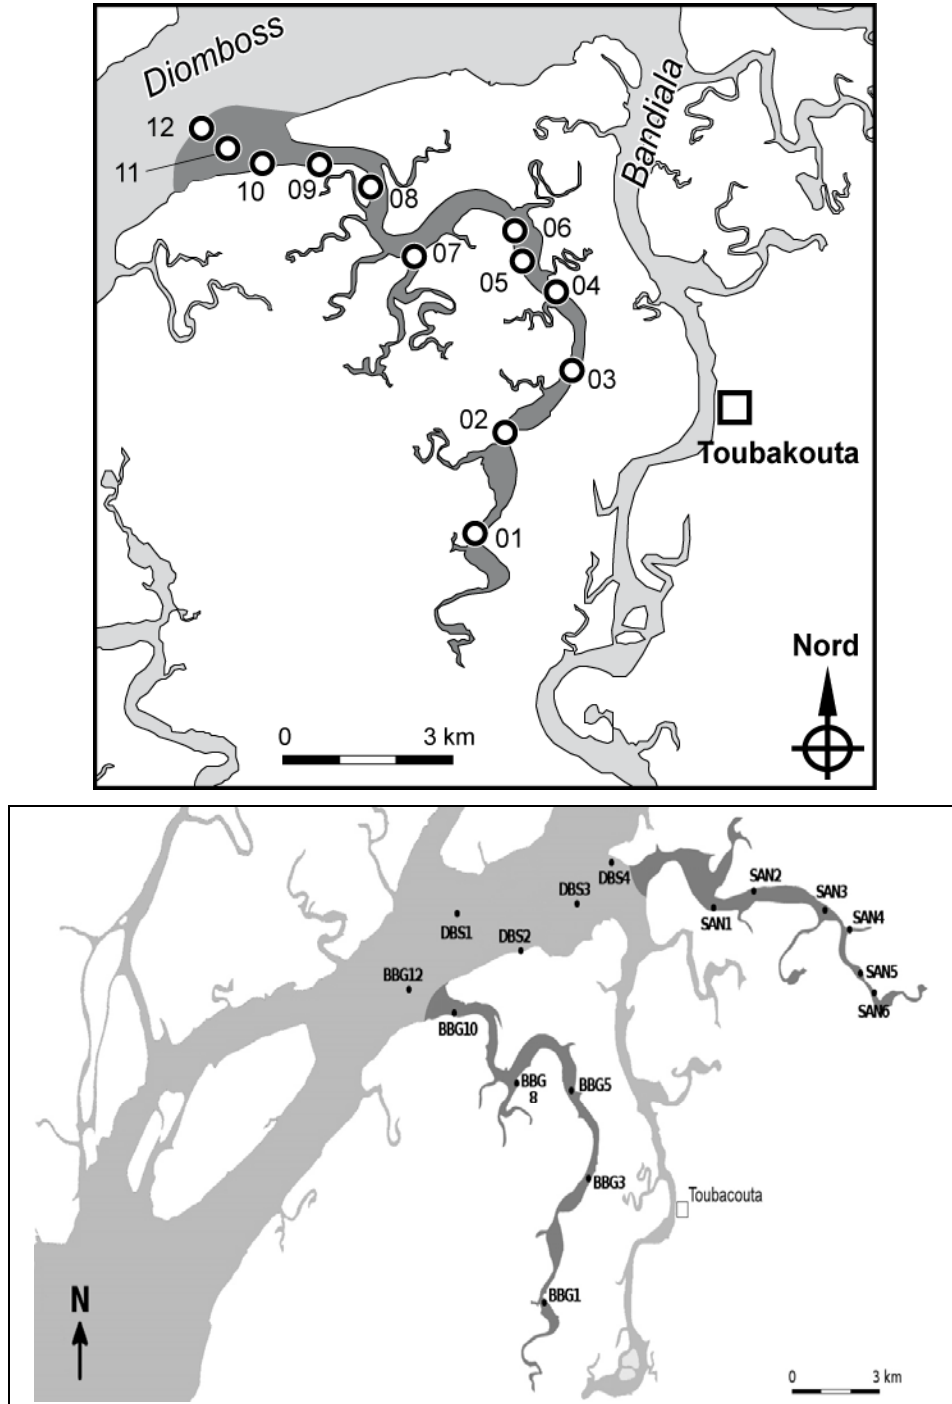 Diomboss
Bandiala
12
11
10
09
08
07
06
05
04
03
02
01
Toubakouta
Nord
0 3 km
DBS4
DBS3
DBS1
DBS2
SAN2
SAN1
SAN3
SAN4
SAN5
SAN6
BBG12
BBG10
BBG
8
BBG5
BBG3
Toubacouta
BBG1
N
0 3 km